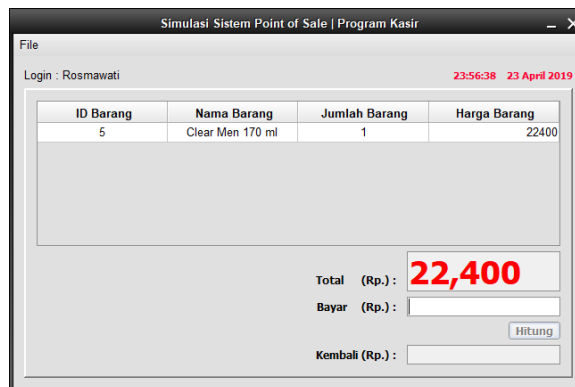 Simulasi Sistem Point of Sale | Program Kasir
File
Login : Rosmawati 23:56:38 23 April 2019
ID Barang Nama Barang Jumlah Barang Harga Barang
5 Clear Men 170 ml 1 22400
Total (Rp.) : 22,400
Bayar (Rp.) :
Hitung
Kembali (Rp.) :